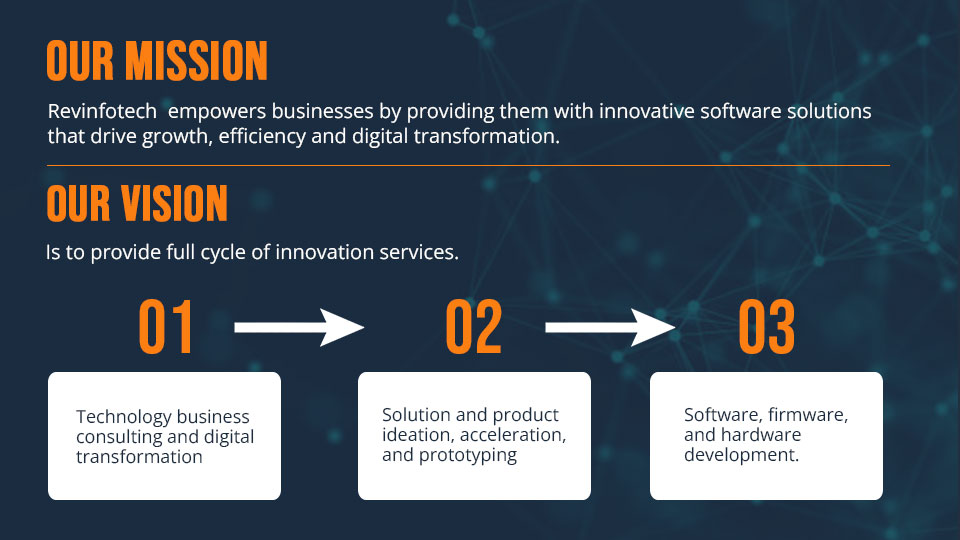 OUR MISSION
Revinfotech  empowers businesses by providing them with innovative software solutions
that drive growth, efficiency and digital transformation.
OUR VISION
Is to provide full cycle of innovation services.
01
02
03
Technology business
consulting and digital
transformation
Solution and product
ideation, acceleration,
and prototyping
Software, firmware,
and hardware
development.